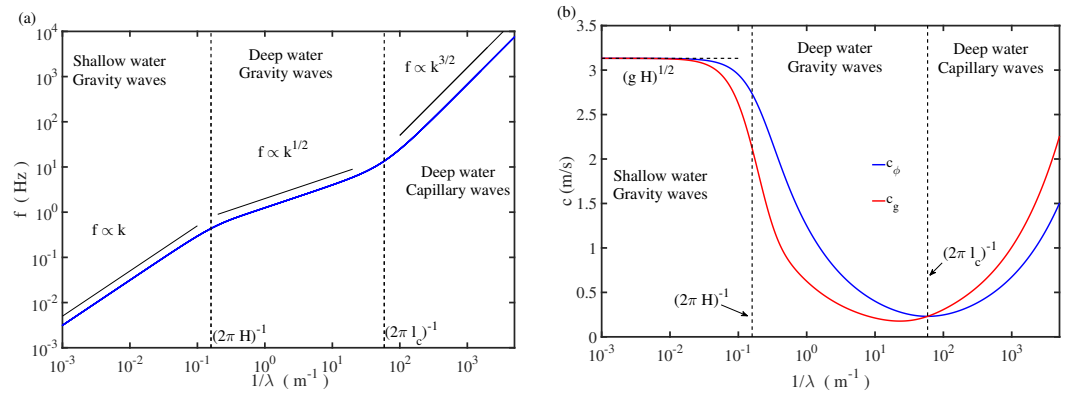 (a)
10^4
10^3
10^2
10^1
10^0
10^-1
10^-2
10^-3
f (Hz)
Shallow water
Gravity waves
Deep water
Gravity waves
f ∝ k^3/2
f ∝ k^1/2
Deep water
Capillary waves
f ∝ k
(2π H)^-1
(2π l_c)^-1
10^-3
10^-2
10^-1
10^0
10^1
10^2
10^3
1/λ (m^-1)
(b)
3.5
3
2.5
2
1.5
1
0.5
0
c (m/s)
Deep water
Gravity waves
Deep water
Capillary waves
(g H)^1/2
Shallow water
Gravity waves
c_ϕ
c_g
(2π l_c)^-1
(2π H)^-1
10^-3
10^-2
10^-1
10^0
10^1
10^2
10^3
1/λ (m^-1)